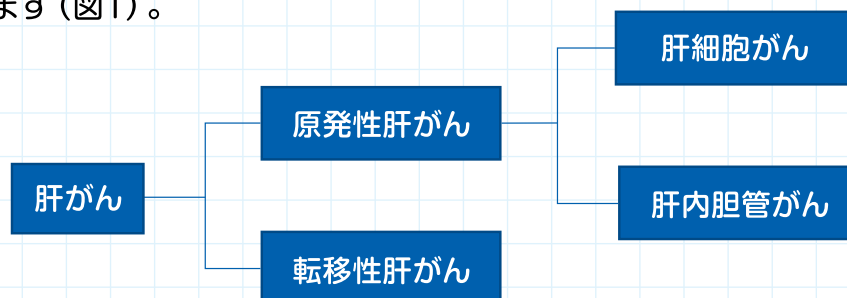 ます（図1）。
肝細胞がん
原発性肝がん
肝がん
肝内胆管がん
転移性肝がん